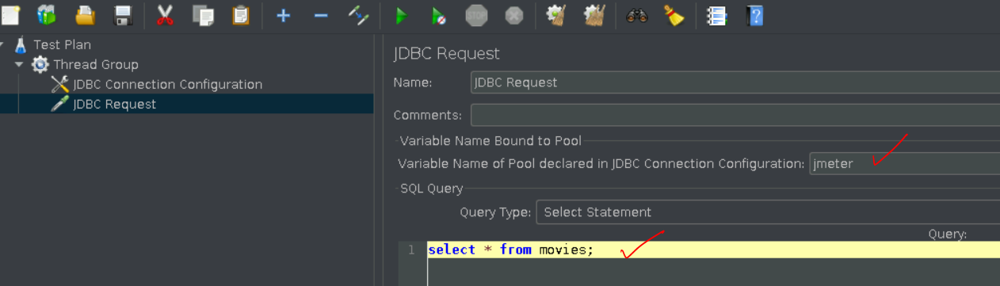 STOP
Test Plan
Thread Group
JDBC Connection Configuration
JDBC Request
JDBC Request
Name: JDBC Request
Comments:
Variable Name Bound to Pool
Variable Name of Pool declared in JDBC Connection Configuration: jmeter
SQL Query
Query Type: Select Statement
Query:
1 select * from movies;